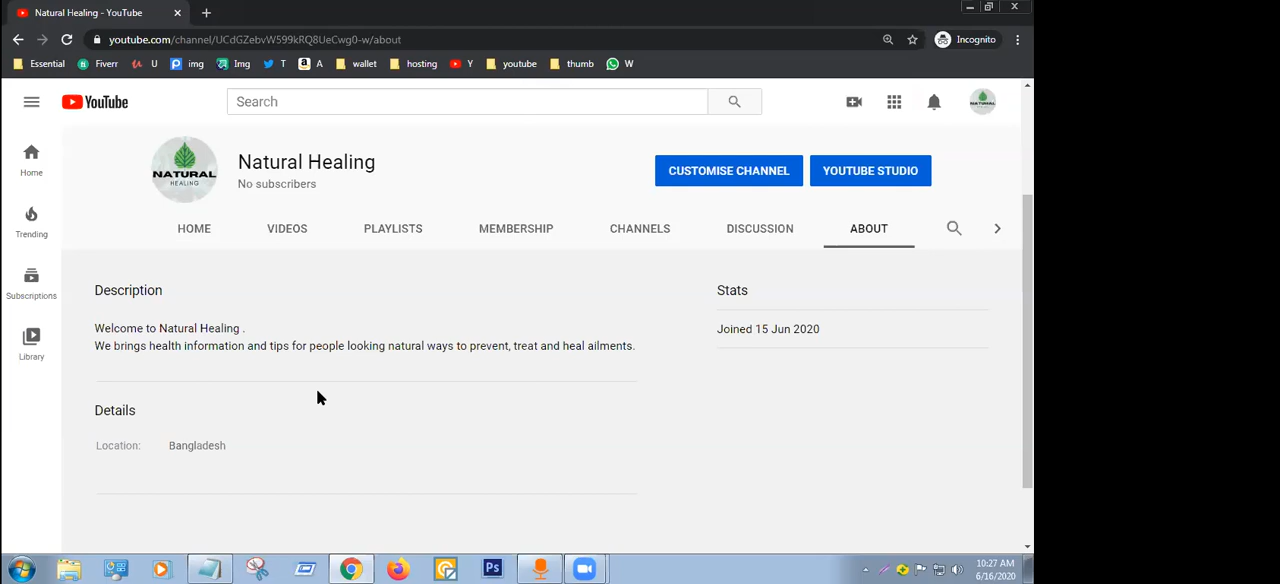 Natural Healing - YouTube
youtube.com/channel/UCdGZebvW599kRQ8UeCwg0-w/about
Incognito
Essential Fiverr U img Img T A wallet hosting Y youtube thumb W
YouTube
Search
NATURAL
HEALING
Natural Healing
No subscribers
CUSTOMISE CHANNEL
YOUTUBE STUDIO
HOME VIDEOS PLAYLISTS MEMBERSHIP CHANNELS DISCUSSION ABOUT
Home
Trending
Subscriptions
Library
Description
Welcome to Natural Healing .
We brings health information and tips for people looking natural ways to prevent, treat and heal ailments.
Stats
Joined 15 Jun 2020
Details
Location: Bangladesh
Ps
10:27 AM
6/16/2020